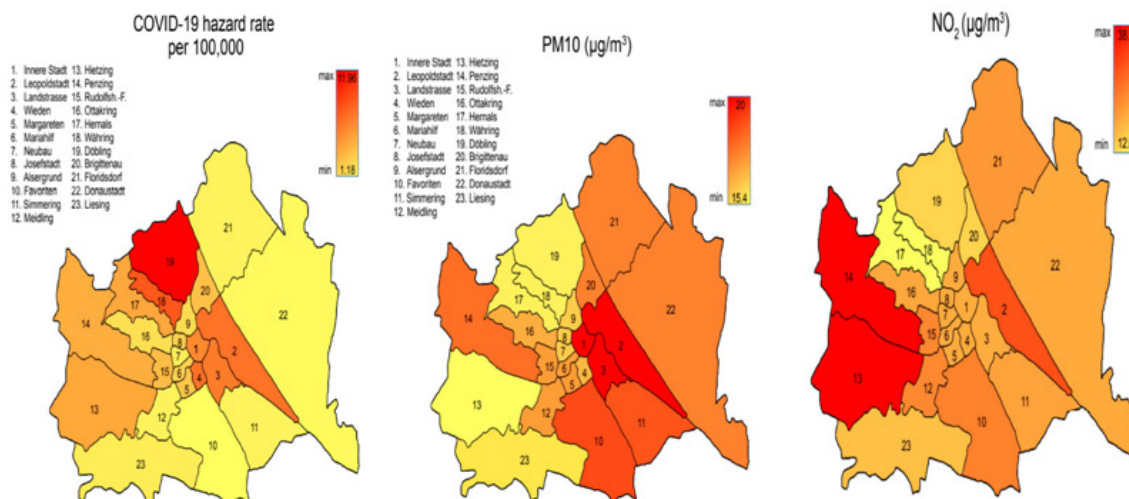 COVID-19 hazard rate
per 100,000
1. Innere Stadt 13. Hietzing
2. Leopoldstadt 14. Penzing
3. Landstrasse 15. Rudolfsh.-F.
4. Wieden 16. Ottakring
5. Margareten 17. Hernals
6. Mariahilf 18. Währing
7. Neubau 19. Döbling
8. Josefstadt 20. Brigittenau
9. Alsergrund 21. Floridsdorf
10. Favoriten 22. Donaustadt
11. Simmering 23. Liesing
12. Meidling
max
11.96
min
1.18
21
19
20
18
17
16
9
14
8
7
1
2
22
15
6
4
3
5
13
12
11
10
23
PM10 (µg/m³)
1. Innere Stadt 13. Hietzing
2. Leopoldstadt 14. Penzing
3. Landstrasse 15. Rudolfsh.-F.
4. Wieden 16. Ottakring
5. Margareten 17. Hernals
6. Mariahilf 18. Währing
7. Neubau 19. Döbling
8. Josefstadt 20. Brigittenau
9. Alsergrund 21. Floridsdorf
10. Favoriten 22. Donaustadt
11. Simmering 23. Liesing
12. Meidling
max
20
min
15.4
21
19
20
18
17
16
9
14
8
7
1
2
22
15
6
4
3
5
13
12
11
10
23
NO₂ (µg/m³)
max
38
min
12.
21
19
20
18
17
9
14
16
8
1
2
22
7
15
6
4
3
5
13
12
11
10
23